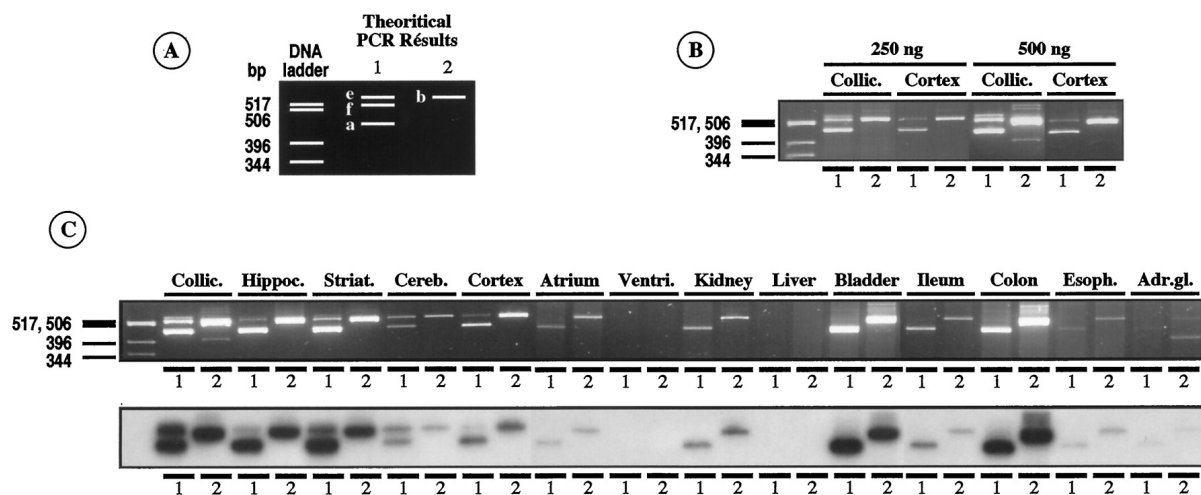 A
Theoritical
PCR Résults
DNA
ladder
bp
1 2
517
506
396
344
e
f
a
b
B
250 ng 500 ng
Collic. Cortex Collic. Cortex
517, 506
396
344
1 2 1 2 1 2 1 2
C
Collic. Hippoc. Striat. Cereb. Cortex Atrium Ventri. Kidney Liver Bladder Ileum Colon Esoph. Adr.gl.
517, 506
396
344
1 2 1 2 1 2 1 2 1 2 1 2 1 2 1 2 1 2 1 2 1 2 1 2 1 2 1 2
1 2 1 2 1 2 1 2 1 2 1 2 1 2 1 2 1 2 1 2 1 2 1 2 1 2 1 2